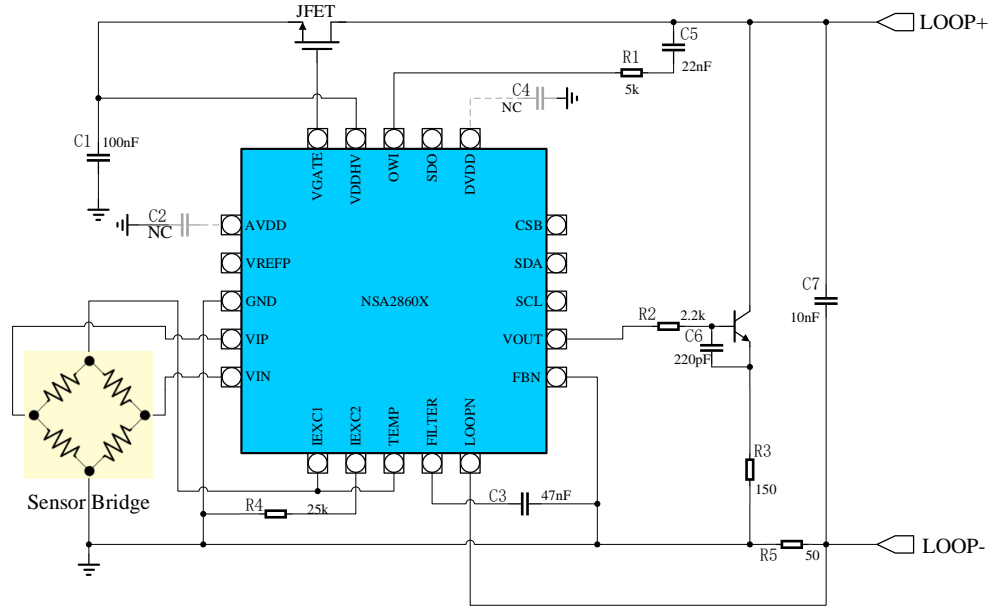 JFET
LOOP+
C5
22nF
R1
5k
C4
NC
C1
100nF
VGATE
VDDHV
OWI
SDO
DVDD
C2
NC
AVDD
VREFP
GND
VIP
VIN
NSA2860X
CSB
SDA
SCL
VOUT
FBN
R2
2.2k
C6
220pF
C7
10nF
IEXC1
IEXC2
TEMP
FILTER
LOOPN
Sensor Bridge
R4
25k
C3
47nF
R3
150
R5
50
LOOP-